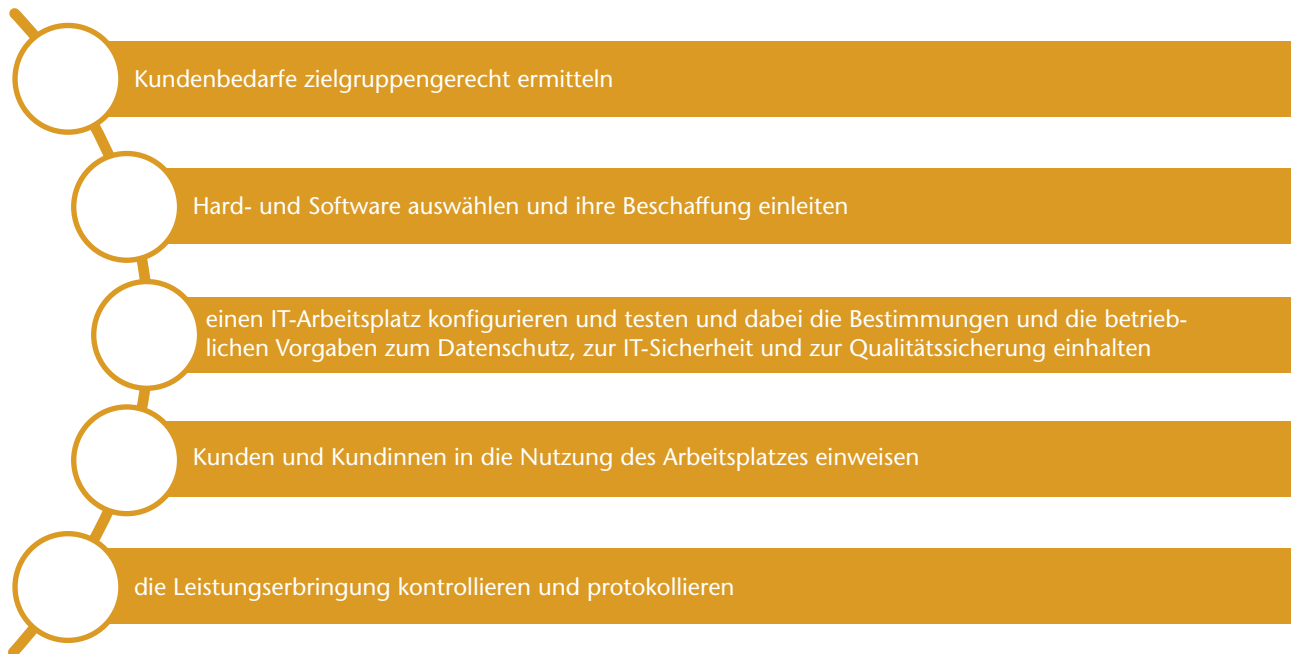 Kundenbedarfe zielgruppengerecht ermitteln
Hard- und Software auswählen und ihre Beschaffung einleiten
einen IT-Arbeitsplatz konfigurieren und testen und dabei die Bestimmungen und die betrieb-
lichen Vorgaben zum Datenschutz, zur IT-Sicherheit und zur Qualitätssicherung einhalten
Kunden und Kundinnen in die Nutzung des Arbeitsplatzes einweisen
die Leistungserbringung kontrollieren und protokollieren